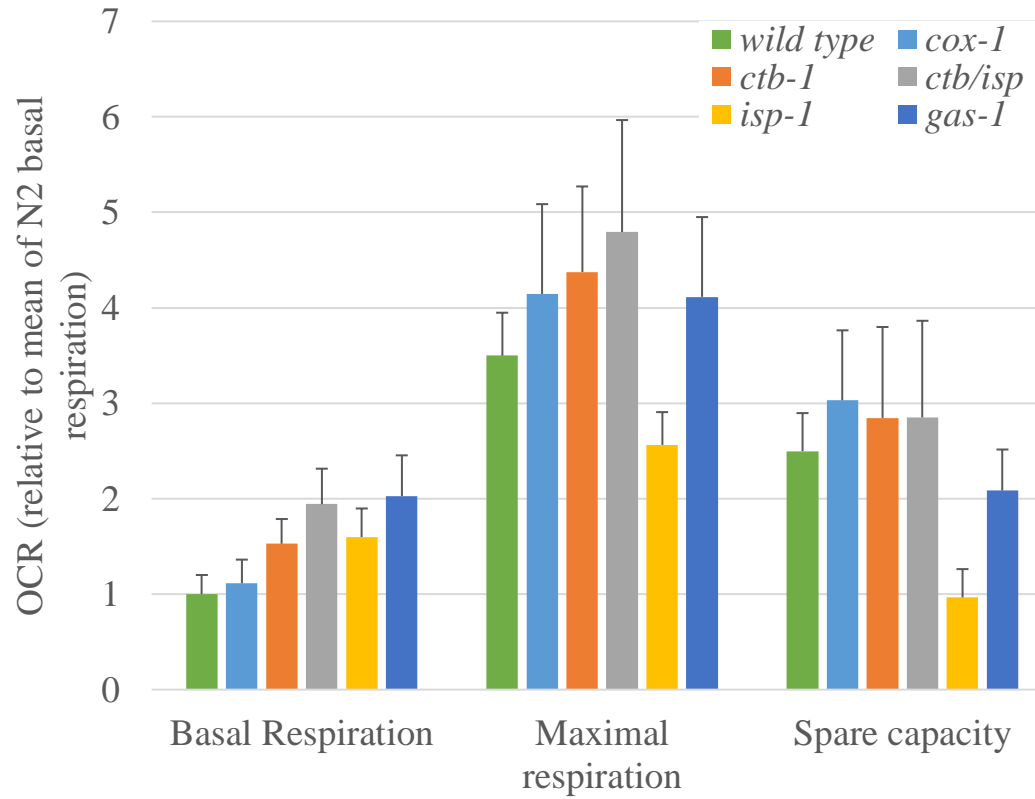 OCR (relative to mean of N2 basal
respiration)
7
6
5
4
3
2
1
0
wild type cox-1
ctb-1 ctb/isp
isp-1 gas-1
Basal Respiration Maximal Spare capacity
respiration